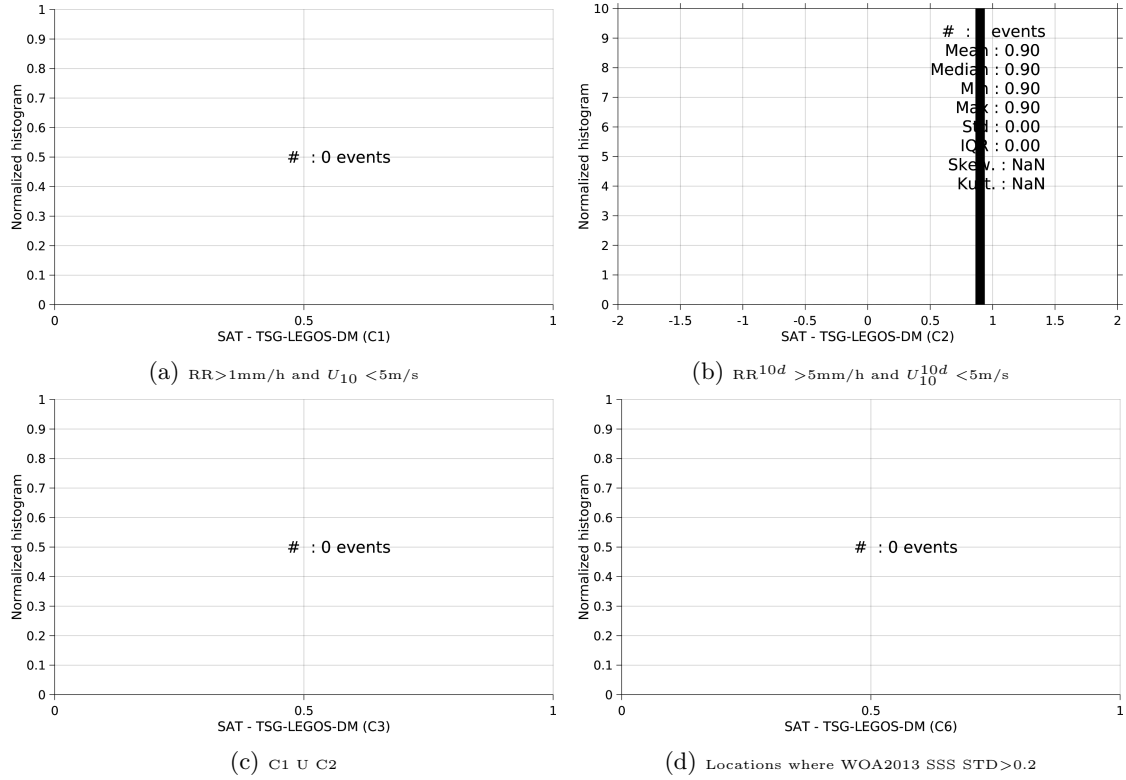 1
0.9
0.8
0.7
0.6
0.5
0.4
0.3
0.2
0.1
0
Normalized histogram
# : 0 events
0 0.5 1
SAT - TSG-LEGOS-DM (C1)
(a) RR>1mm/h and U10 <5m/s
10
9
8
7
6
5
4
3
2
1
0
Normalized histogram
# : events
Mean : 0.90
Median : 0.90
Min : 0.90
Max : 0.90
Std : 0.00
IQR : 0.00
Skew. : NaN
Kurt. : NaN
-2 -1.5 -1 -0.5 0 0.5 1 1.5 2
SAT - TSG-LEGOS-DM (C2)
(b) RR10d >5mm/h and U10d10 <5m/s
1
0.9
0.8
0.7
0.6
0.5
0.4
0.3
0.2
0.1
0
Normalized histogram
# : 0 events
0 0.5 1
SAT - TSG-LEGOS-DM (C3)
(c) C1 U C2
1
0.9
0.8
0.7
0.6
0.5
0.4
0.3
0.2
0.1
0
Normalized histogram
# : 0 events
0 0.5 1
SAT - TSG-LEGOS-DM (C6)
(d) Locations where WOA2013 SSS STD>0.2